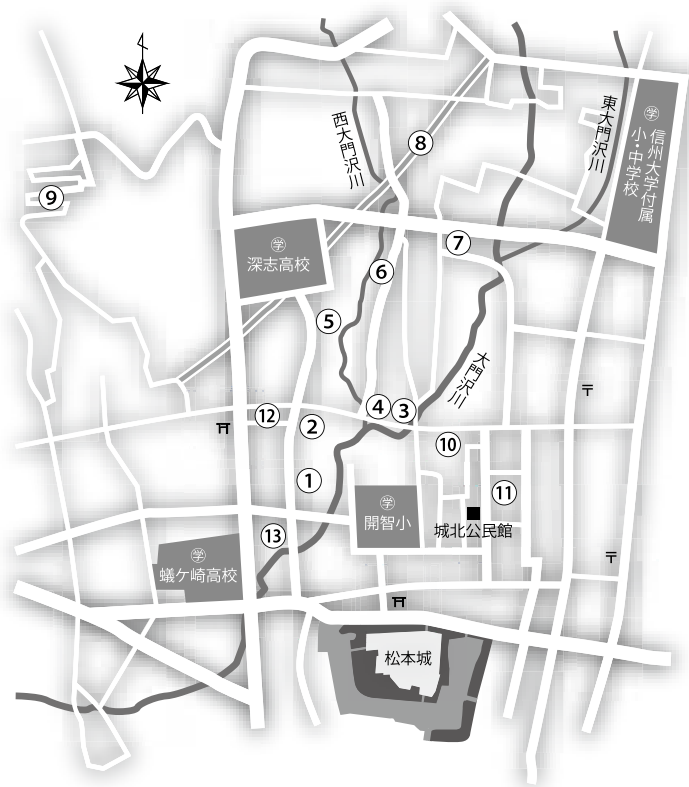 西大門沢川
東大門沢川
学
信州大学付属
小・中学校
⑧
⑨
学
深志高校
⑦
⑥
⑤
大門沢川
〒
④
③
⑫
②
⑩
①
⑪
学
開智小
城北公民館
⑬
学
蟻ケ崎高校
〒
松本城